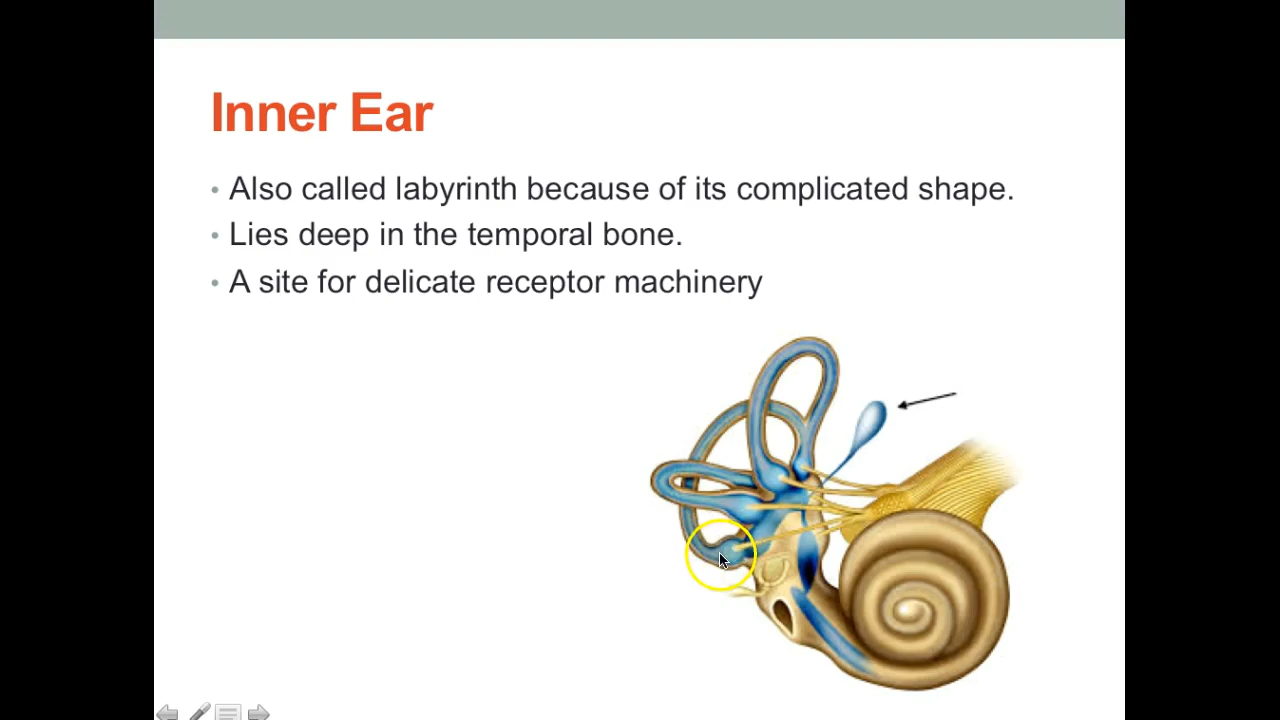 Inner Ear
• Also called labyrinth because of its complicated shape.
• Lies deep in the temporal bone.
• A site for delicate receptor machinery